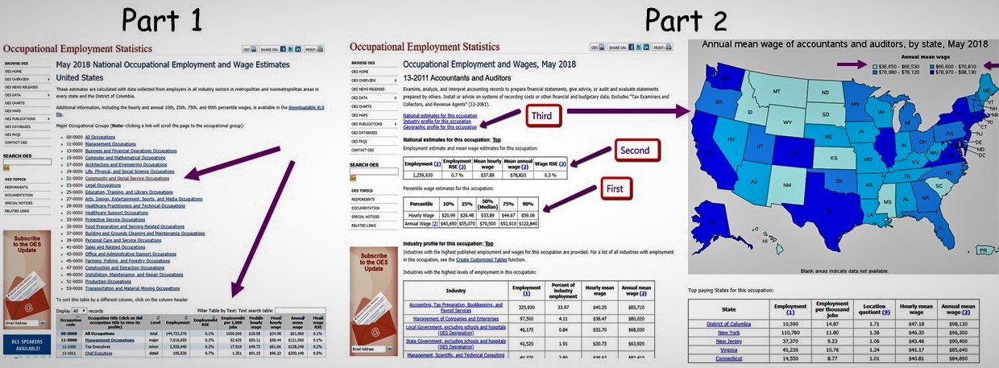 Part 1
Part 2
Occupational Employment Statistics
OES SHARE ON: PRINT:
BROWSE OES
OES HOME
OES OVERVIEW
OES NEWS RELEASES
OES DATA
OES CHARTS
OES MAPS
OES PUBLICATIONS
OES DATABASES
OES FAQS
CONTACT OES
SEARCH OES
Go
OES TOPICS
RESPONDENTS
DOCUMENTATION
SPECIAL NOTICES
RELATED LINKS
Subscribe
to the OES
Update
Email Address
BLS SPEAKERS
AVAILABLE!
May 2018 National Occupational Employment and Wage Estimates
United States
These estimates are calculated with data collected from employers in all industry sectors in metropolitan and nonmetropolitan areas in
every state and the District of Columbia.
Additional information, including the hourly and annual 10th, 25th, 75th, and 90th percentile wages, is available in the downloadable XLS
file.
Major Occupational Groups (Note--clicking a link will scroll the page to the occupational group):
00-0000 All Occupations
11-0000 Management Occupations
13-0000 Business and Financial Operations Occupations
15-0000 Computer and Mathematical Occupations
17-0000 Architecture and Engineering Occupations
19-0000 Life, Physical, and Social Science Occupations
21-0000 Community and Social Service Occupations
23-0000 Legal Occupations
25-0000 Education, Training, and Library Occupations
27-0000 Arts, Design, Entertainment, Sports, and Media Occupations
29-0000 Healthcare Practitioners and Technical Occupations
31-0000 Healthcare Support Occupations
33-0000 Protective Service Occupations
35-0000 Food Preparation and Serving Related Occupations
37-0000 Building and Grounds Cleaning and Maintenance Occupations
39-0000 Personal Care and Service Occupations
41-0000 Sales and Related Occupations
43-0000 Office and Administrative Support Occupations
45-0000 Farming, Fishing, and Forestry Occupations
47-0000 Construction and Extraction Occupations
49-0000 Installation, Maintenance, and Repair Occupations
51-0000 Production Occupations
53-0000 Transportation and Material Moving Occupations
To sort this table by a different column, click on the column header
Display All records Filter Table by Text: Text search table:
Occupation code Occupation title (click on the occupation title to view its profile) Level Employment Employment RSE Employment per 1,000 jobs Median hourly wage Mean hourly wage Annual mean wage Mean wage RSE
00-0000 All Occupations total 144,733,270 0.1% 1000.000 $18.58 $24.98 $51,960 0.1%
11-0000 Management Occupations major 7,616,650 0.2% 52.625 $50.11 $58.44 0.2%
Top Executives minor 0.2% 0.2%
11-1011 Chief Executives detail 195,530 0.7% 1.351 $91.15 $96.22 $200,140 0.5%
Occupational Employment Statistics
OES SHARE ON: PRINT:
BROWSE OES
OES HOME
OES OVERVIEW
OES NEWS RELEASES
OES DATA
OES CHARTS
OES MAPS
OES PUBLICATIONS
OES DATABASES
OES FAQS
CONTACT OES
SEARCH OES
Go
OES TOPICS
RESPONDENTS
DOCUMENTATION
SPECIAL NOTICES
RELATED LINKS
Subscribe
to the OES
Update
Email Address
Occupational Employment and Wages, May 2018
13-2011 Accountants and Auditors
Examine, analyze, and interpret accounting records to prepare financial statements, give advice, or audit and evaluate statements
prepared by others. Install or advise on systems of recording costs or other financial and budgetary data. Excludes "Tax Examiners and
Collectors, and Revenue Agents" (13-2081).
National estimates for this occupation
Industry profile for this occupation
Geographic profile for this occupation
Third
National estimates for this occupation: Top
Employment estimate and mean wage estimates for this occupation:
Second
Employment (1) Employment RSE (3) Mean hourly wage Mean annual wage (2) Wage RSE (3)
1,259,930 0.7 % $37.89 $78,820 0.3 %
First
Percentile wage estimates for this occupation:
Percentile 10% 25% 50% (Median) 75% 90%
Hourly Wage $20.99 $26.48 $33.89 $44.67 $59.06
Annual Wage (2) $43,650 $55,070 $70,500 $92,910 $122,840
Industry profile for this occupation: Top
Industries with the highest published employment and wages for this occupation are provided. For a list of all industries with employment
in this occupation, see the Create Customized Tables function.
Industries with the highest levels of employment in this occupation:
Industry Employment (1) Percent of industry employment Hourly mean wage Annual mean wage (2)
Accounting, Tax Preparation, Bookkeeping, and Payroll Services 325,930 33.97 $40.25 $83,710
Management of Companies and Enterprises 97,500 4.11 $38.47 $80,020
Local Government, excluding schools and hospitals (OES Designation) 46,170 0.84 $32.70 $68,030
State Government, excluding schools and hospitals (OES Designation) 41,520 1.91 $30.73 $63,920
Management, Scientific, and Technical Consulting
Annual mean wage of accountants and auditors, by state, May 2018
Annual mean wage
$36,650 - $66,530 $66,600 - $70,810
$70,980 - $78,120 $78,970 - $98,130
OR
ID
MT
WY
ND
SD
MN
WI
MI
IA
IN
OH
PA
UT
KS
KY
WV
VA
TN
NC
SC
OK
AZ
NM
MS
AL
GA
LA
FL
ME
VT
NH
MA
RI
CT
NJ
DE
MD
DC
HI
PR
Blank areas indicate data not available.
Top paying States for this occupation:
State Employment (1) Employment per thousand jobs Location quotient (9) Hourly mean wage Annual mean wage (2)
District of Columbia 10,590 14.87 1.71 $47.18 $98,130
New York 110,780 11.80 1.36 $46.30 $96,300
New Jersey 37,370 9.23 1.06 $43.46 $90,400
Virginia 41,230 10.76 1.24 $41.17 $85,640
Connecticut 14,550 8.77 1.01 $40.81 $84,890